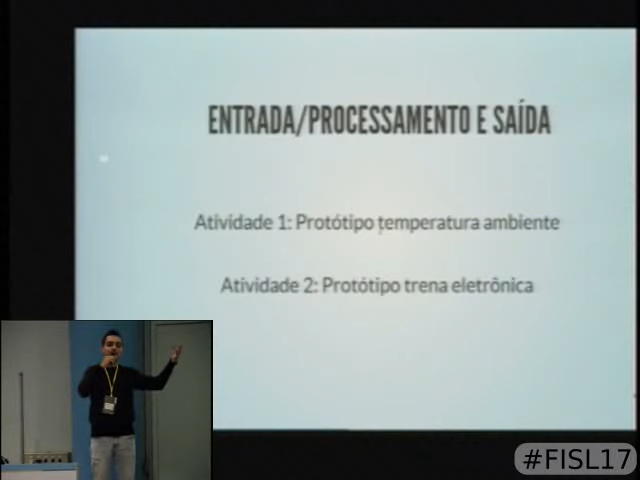 ENTRADA/PROCESSAMENTO E SAÍDA
Atividade 1: Protótipo temperatura ambiente
Atividade 2: Protótipo trena eletrônica
#FISL17